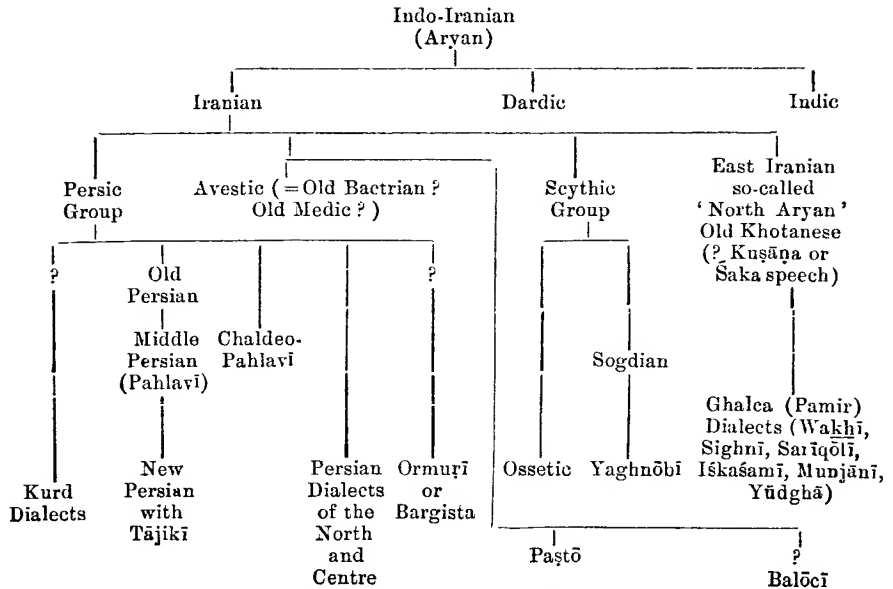 Indo-Iranian
(Aryan)
Iranian
Dardic
Indic
Persic
Group
Avestic (=Old Bactrian ?
Old Medic ?)
Scythic
Group
East Iranian
so-called
'North Aryan'
Old Khotanese
(? Kuṣāṇa or
Śaka speech)
?
Old
Persian
Middle
Persian
(Pahlavī)
Chaldeo-
Pahlavī
?
Sogdian
Kurd
Dialects
New
Persian
with
Tājikī
Persian
Dialects
of the
North
and
Centre
Ormuṛī
or
Bargista
Ossetic
Yaghnōbī
Ghalca (Pamir)
Dialects (Wakhī,
Sighnī, Sarīqōlī,
Iśkaśamī, Munjānī,
Yūdghā)
Paṣtō
?
Balōcī